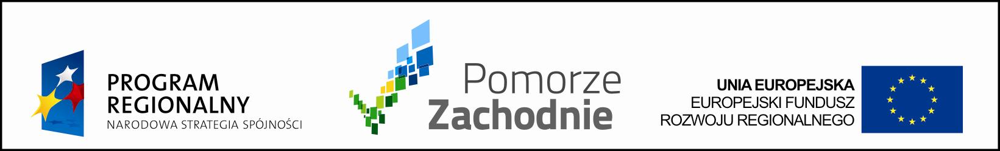 PROGRAM
REGIONALNY
NARODOWA STRATEGIA SPÓJNOŚCI
Pomorze
Zachodnie
UNIA EUROPEJSKA
EUROPEJSKI FUNDUSZ
ROZWOJU REGIONALNEGO